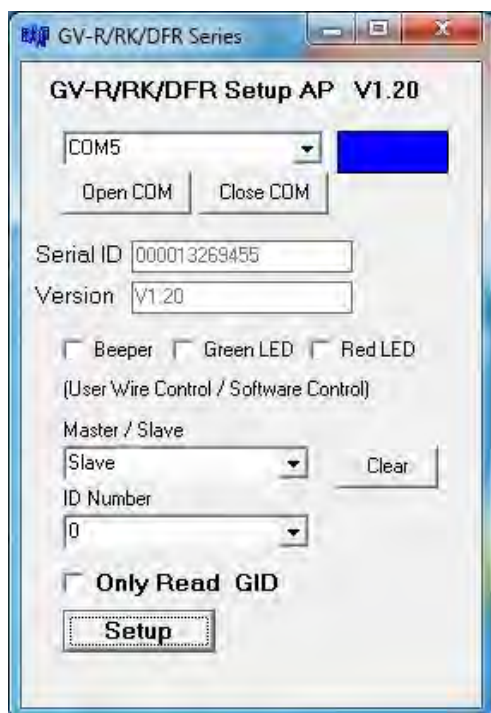 GV-R/RK/DFR Series
GV-R/RK/DFR Setup AP V1.20
COM5
Open COM Close COM
Serial ID 000013269455
Version V1.20
Beeper Green LED Red LED
(User Wire Control / Software Control)
Master / Slave
Slave Clear
ID Number
0
Only Read GID
Setup